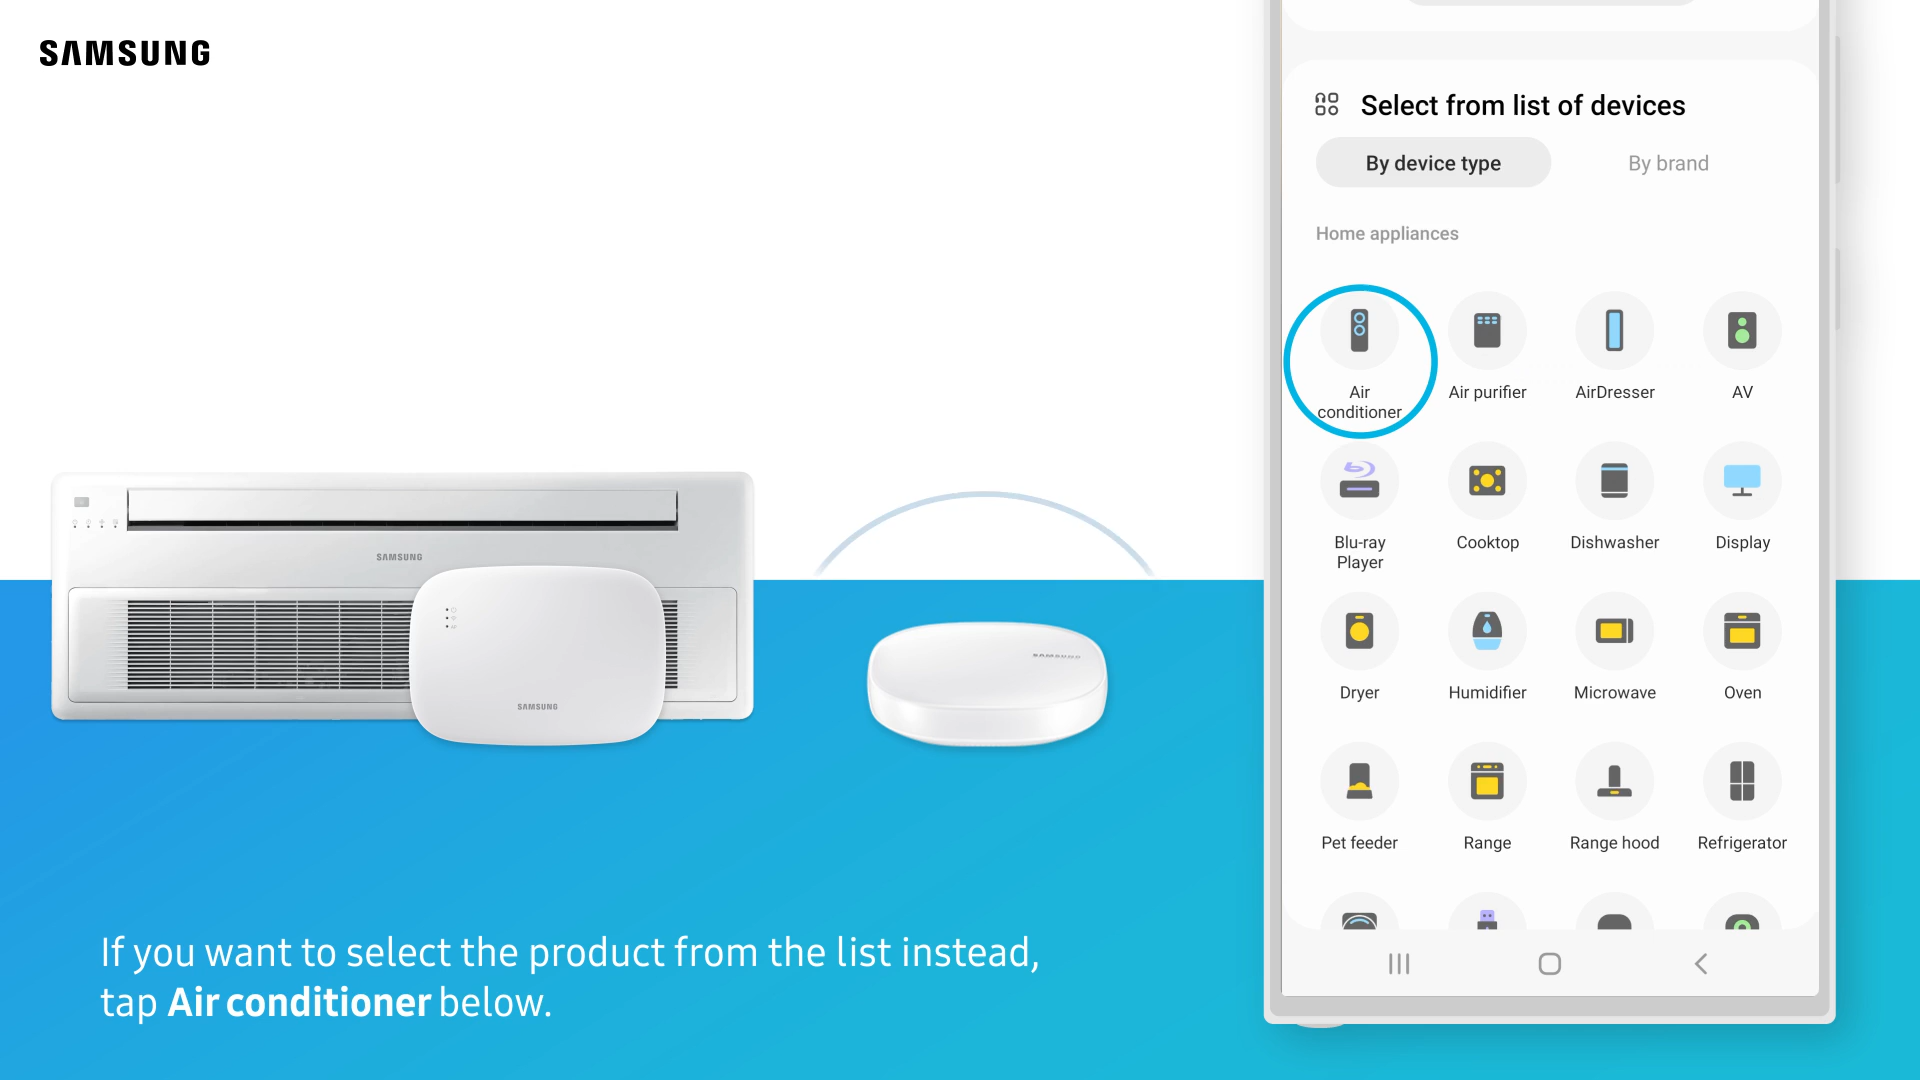 SAMSUNG
Select from list of devices
By device type
By brand
Home appliances
Air conditioner
Air purifier
AirDresser
AV
Blu-ray Player
Cooktop
Dishwasher
Display
Dryer
Humidifier
Microwave
Oven
Pet feeder
Range
Range hood
Refrigerator
SAMSUNG
SAMSUNG
SAMSUNG
If you want to select the product from the list instead,
tap Air conditioner below.